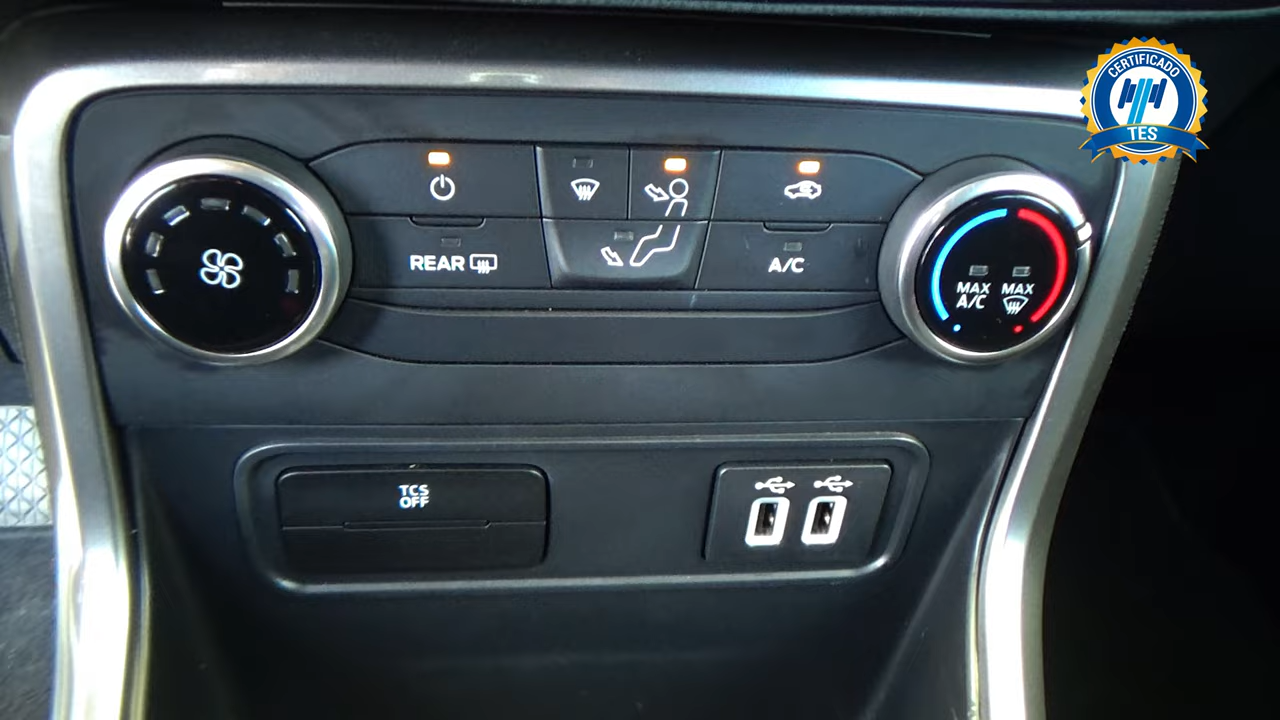 CERTIFICADO
TES
REAR
A/C
MAX
A/C
MAX
TCS
OFF